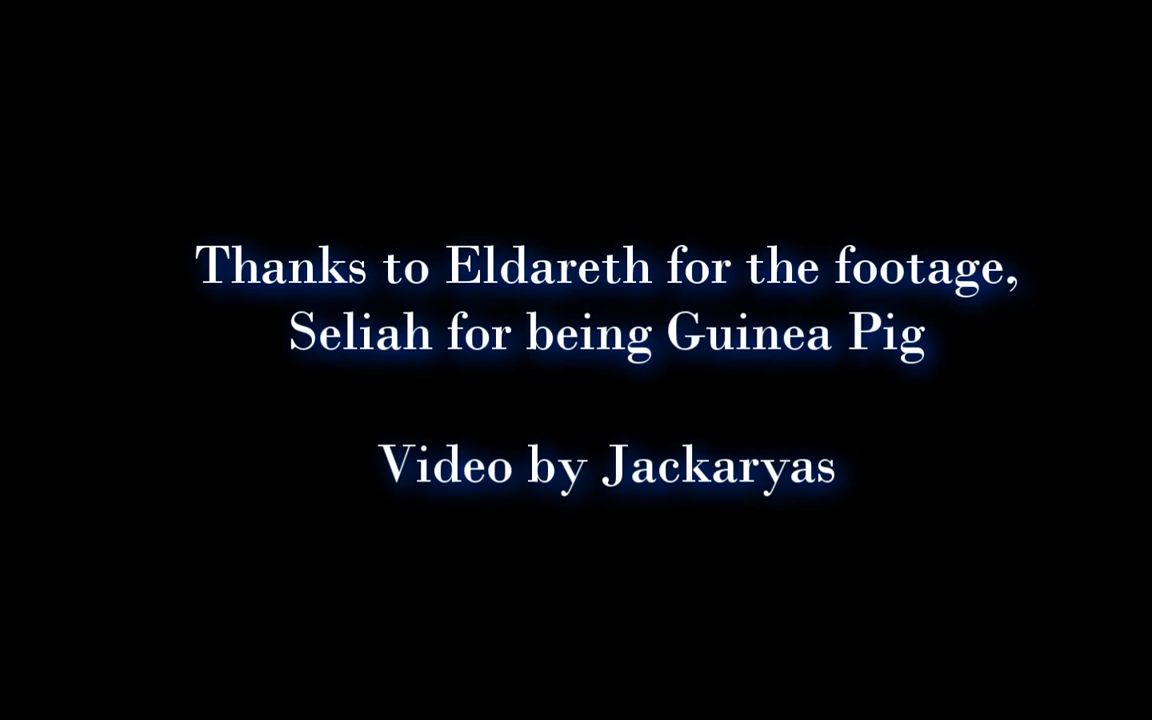 Thanks to Eldareth for the footage,
Seliah for being Guinea Pig
Video by Jackaryas